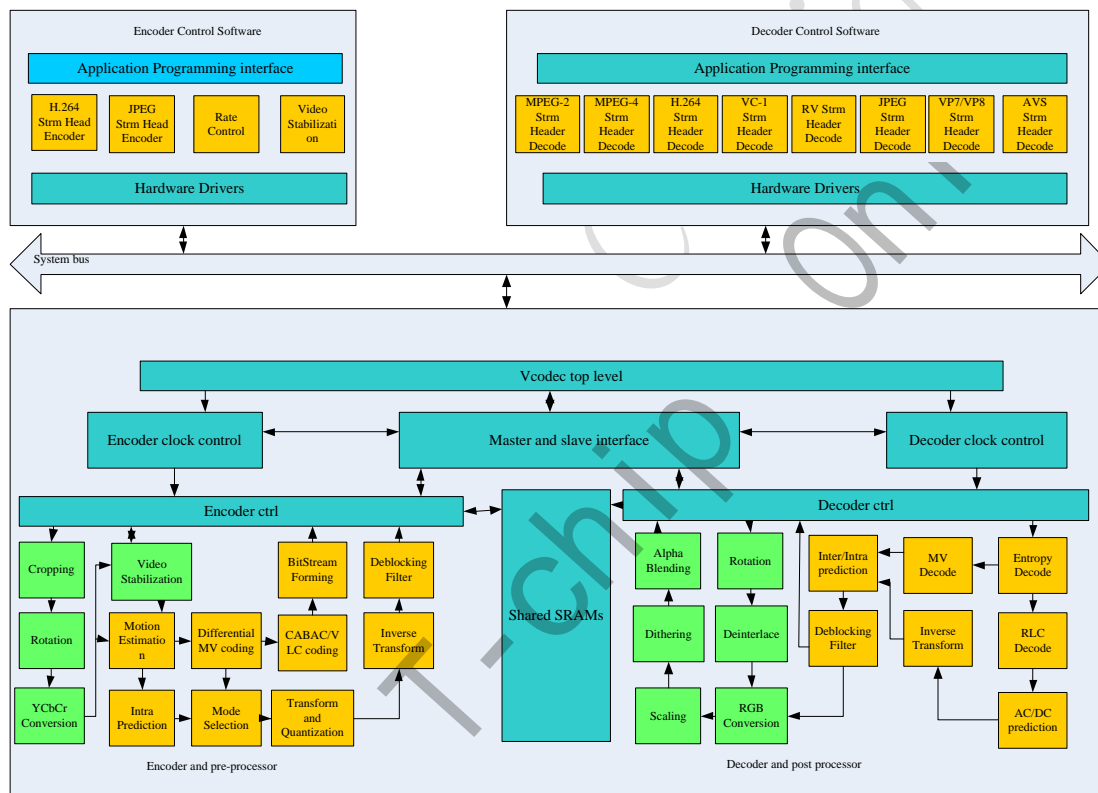 Encoder Control Software
Application Programming interface
H.264
Strm Head
Encoder
JPEG
Strm Head
Encoder
Rate
Control
Video
Stabilizati
on
Hardware Drivers
Decoder Control Software
Application Programming interface
MPEG-2
Strm
Header
Decode
MPEG-4
Strm
Header
Decode
H.264
Strm
Header
Decode
VC-1
Strm
Header
Decode
RV Strm
Header
Decode
JPEG
Strm
Header
Decode
VP7/VP8
Strm
Header
Decode
AVS
Strm
Header
Decode
Hardware Drivers
System bus
Vcodec top level
Encoder clock control
Master and slave interface
Decoder clock control
Encoder ctrl
Shared SRAMs
Decoder ctrl
Cropping
Video
Stabilization
BitStream
Forming
Deblocking
Filter
Rotation
Motion
Estimatio
n
Differential
MV coding
CABAC/V
LC coding
Inverse
Transform
YCbCr
Conversion
Intra
Prediction
Mode
Selection
Transform
and
Quantization
Encoder and pre-processor
Alpha
Blending
Rotation
Inter/Intra
prediction
MV
Decode
Entropy
Decode
Dithering
Deinterlace
Deblocking
Filter
Inverse
Transform
RLC
Decode
Scaling
RGB
Conversion
AC/DC
prediction
Decoder and post processor
T-chip